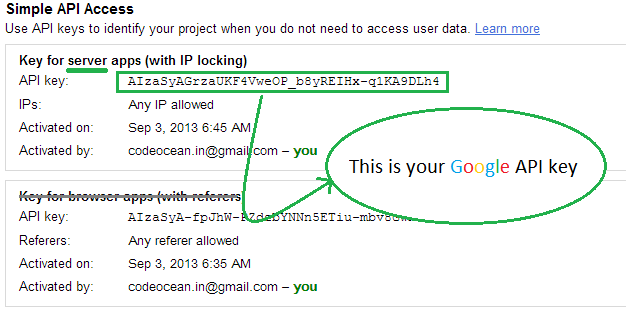 Simple API Access
Use API keys to identify your project when you do not need to access user data. Learn more
Key for server apps (with IP locking)
API key: AIzaSyAGrzaUKF4VweOP_b8yREIHx-q1KA9DLh4
IPs: Any IP allowed
Activated on: Sep 3, 2013 6:45 AM
Activated by: codeocean.in@gmail.com – you
This is your Google API key
Key for browser apps (with referers)
API key:
Referers: Any referer allowed
Activated on: Sep 3, 2013 6:35 AM
Activated by: codeocean.in@gmail.com – you